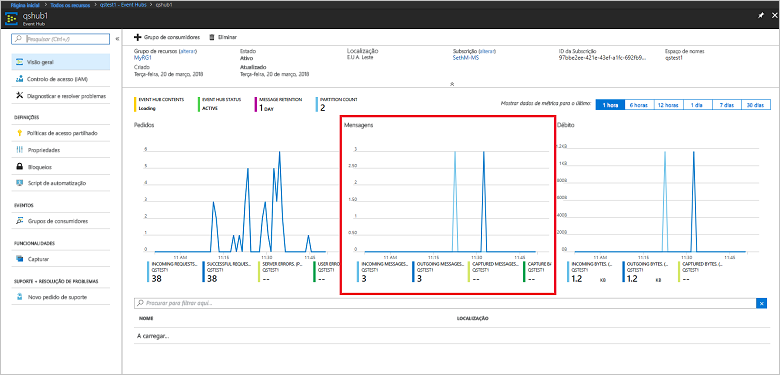 Página inicial > Todos os recursos > qstest1 - Event Hubs > qshub1
qshub1
Event Hub
Pesquisar (Ctrl+/)
Visão geral
Controlo de acesso (IAM)
Diagnosticar e resolver problemas
DEFINIÇÕES
Políticas de acesso partilhado
Propriedades
Bloqueios
Script de automatização
EVENTOS
Grupos de consumidores
FUNCIONALIDADES
Capturar
SUPORTE + RESOLUÇÃO DE PROBLEMAS
Novo pedido de suporte
Grupo de consumidores
Eliminar
Grupo de recursos (alterar)
MyRG1
Criado
Terça-feira, 20 de março, 2018
Estado
Ativo
Atualizado
Terça-feira, 20 de março, 2018
Localização
E.U.A. Leste
Subscrição (alterar)
SethM-MS
ID da Subscrição
97bbe2ee-421e-43ef-a1fc-692fb9...
Espaço de nomes
qstest1
EVENT HUB CONTENTS
Loading
EVENT HUB STATUS
ACTIVE
MESSAGE RETENTION
1 DAY
PARTITION COUNT
2
Mostrar dados de métrica para o último:
1 hora
6 horas
12 horas
1 dia
7 dias
30 dias
Pedidos
6
5
4
3
2
1
0
11 AM
11:15
11:30
11:45
INCOMING REQUESTS...
QSTEST1
38
SUCCESSFUL REQUES...
QSTEST1
38
SERVER ERRORS. (P...
QSTEST1
--
USER ERRO
QSTEST1
--
Mensagens
3
2.50
2
1.50
1
0.50
0
11 AM
11:15
11:30
11:45
INCOMING MESSAGES...
QSTEST1
3
OUTGOING MESSAGES...
QSTEST1
3
CAPTURED MESSAGES...
QSTEST1
--
CAPTURE BA
QSTEST1
--
Débito
1.2KB
1KB
800B
600B
400B
200B
0B
11 AM
11:15
11:30
11:45
INCOMING BYTES. (...
QSTEST1
1.2 KB
OUTGOING BYTES. (...
QSTEST1
1.2 KB
CAPTURED BYTES. (...
QSTEST1
--
Procurar para filtrar aqui...
NOME
LOCALIZAÇÃO
A carregar...